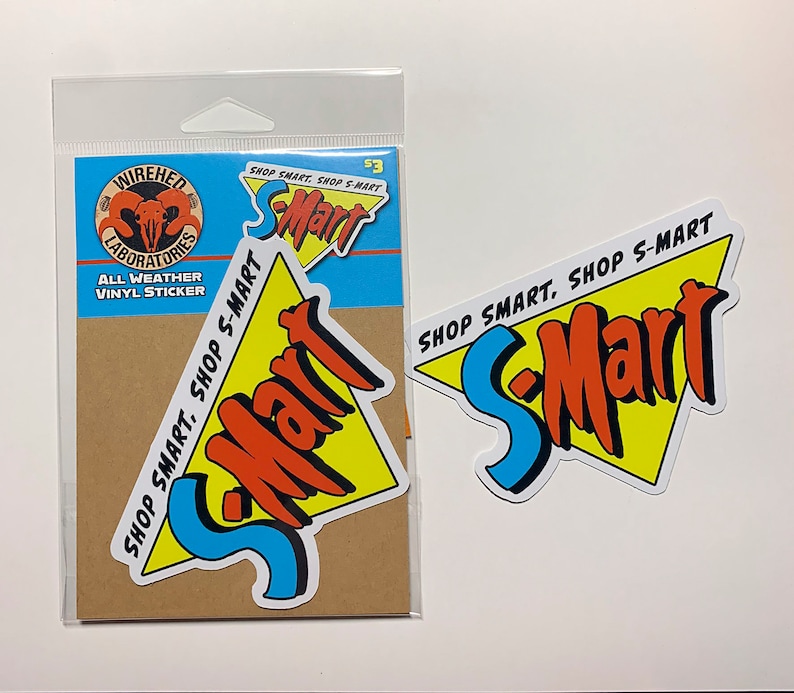 WIREHED
LABORATORIES
ALL WEATHER
VINYL STICKER
$3
SHOP SMART, SHOP S-MART
S-Mart
SHOP SMART, SHOP S-MART
S-Mart
SHOP SMART, SHOP S-MART
S-Mart